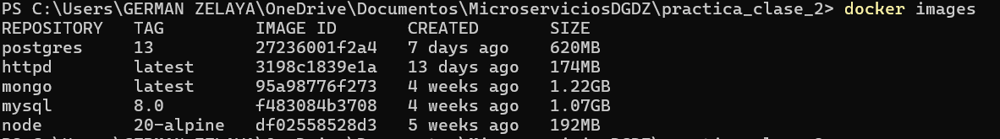 PS C:\Users\GERMAN ZELAYA\OneDrive\Documentos\MicroserviciosDGDZ\practica_clase_2> docker images
REPOSITORY TAG IMAGE ID CREATED SIZE
postgres 13 27236001f2a4 7 days ago 620MB
httpd latest 3198c1839e1a 13 days ago 174MB
mongo latest 95a98776f273 4 weeks ago 1.22GB
mysql 8.0 f483084b3708 4 weeks ago 1.07GB
node 20-alpine df02558528d3 5 weeks ago 192MB